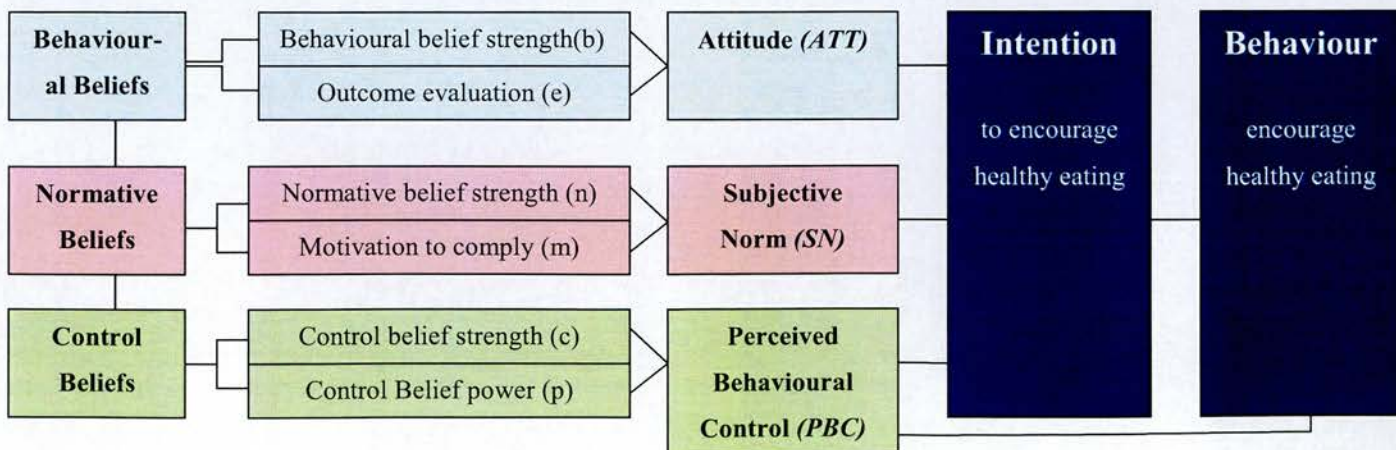 Behaviour-
al Beliefs
Behavioural belief strength(b)
Outcome evaluation (e)
Attitude (ATT)
Normative
Beliefs
Normative belief strength (n)
Motivation to comply (m)
Subjective
Norm (SN)
Control
Beliefs
Control belief strength (c)
Control Belief power (p)
Perceived
Behavioural
Control (PBC)
Intention
to encourage
healthy eating
Behaviour
encourage
healthy eating